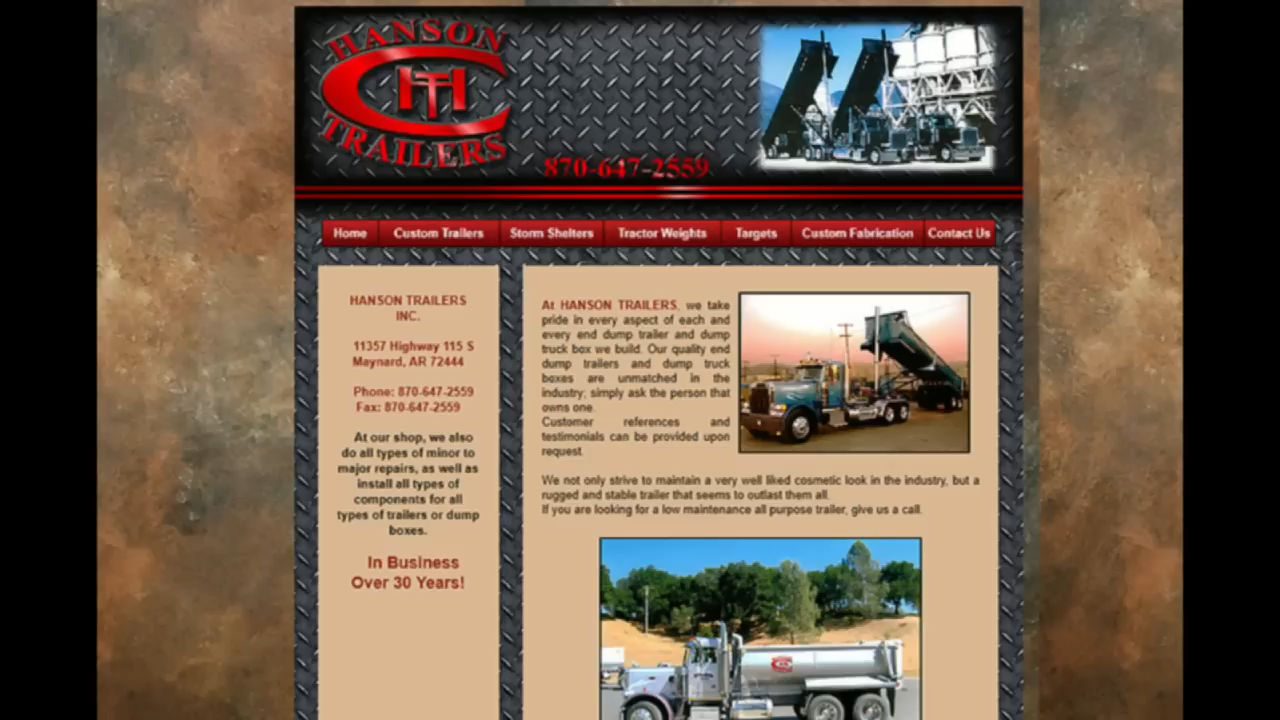 HANSON
CHT
TRAILERS
870-647-2559
Home Custom Trailers Storm Shelters Tractor Weights Targets Custom Fabrication Contact Us
HANSON TRAILERS
INC.
11357 Highway 115 S
Maynard, AR 72444
Phone: 870-647-2559
Fax: 870-647-2559
At our shop, we also
do all types of minor to
major repairs, as well as
install all types of
components for all
types of trailers or dump
boxes.
In Business
Over 30 Years!
At HANSON TRAILERS, we take
pride in every aspect of each and
every end dump trailer and dump
truck box we build. Our quality end
dump trailers and dump truck
boxes are unmatched in the
industry; simply ask the person that
owns one.
Customer references and
testimonials can be provided upon
request.
We not only strive to maintain a very well liked cosmetic look in the industry, but a
rugged and stable trailer that seems to outlast them all.
If you are looking for a low maintenance all purpose trailer, give us a call.